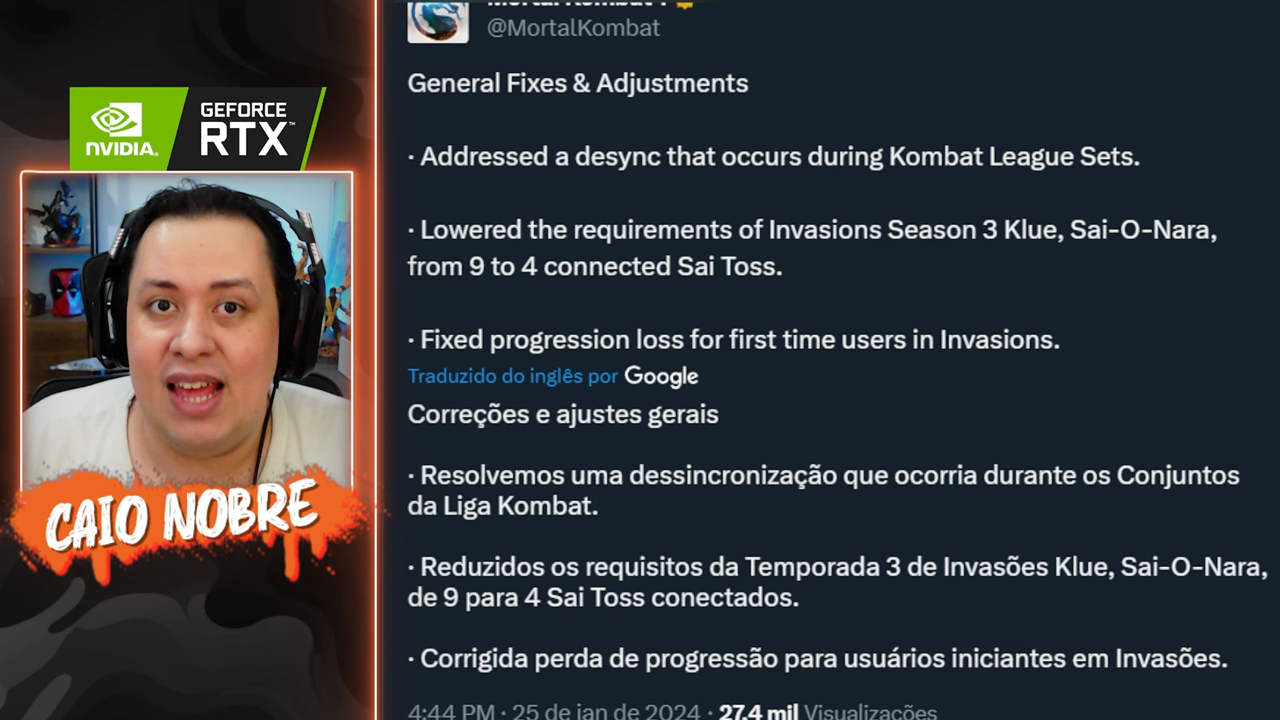 NVIDIA.
GEFORCE
RTX™
CAIO NOBRE
@MortalKombat
General Fixes & Adjustments
· Addressed a desync that occurs during Kombat League Sets.
· Lowered the requirements of Invasions Season 3 Klue, Sai-O-Nara,
from 9 to 4 connected Sai Toss.
· Fixed progression loss for first time users in Invasions.
Traduzido do inglês por Google
Correções e ajustes gerais
· Resolvemos uma dessincronização que ocorria durante os Conjuntos
da Liga Kombat.
· Reduzidos os requisitos da Temporada 3 de Invasões Klue, Sai-O-Nara,
de 9 para 4 Sai Toss conectados.
· Corrigida perda de progressão para usuários iniciantes em Invasões.
4:44 PM · 25 de jan de 2024 · 27,4 mil Visualizações